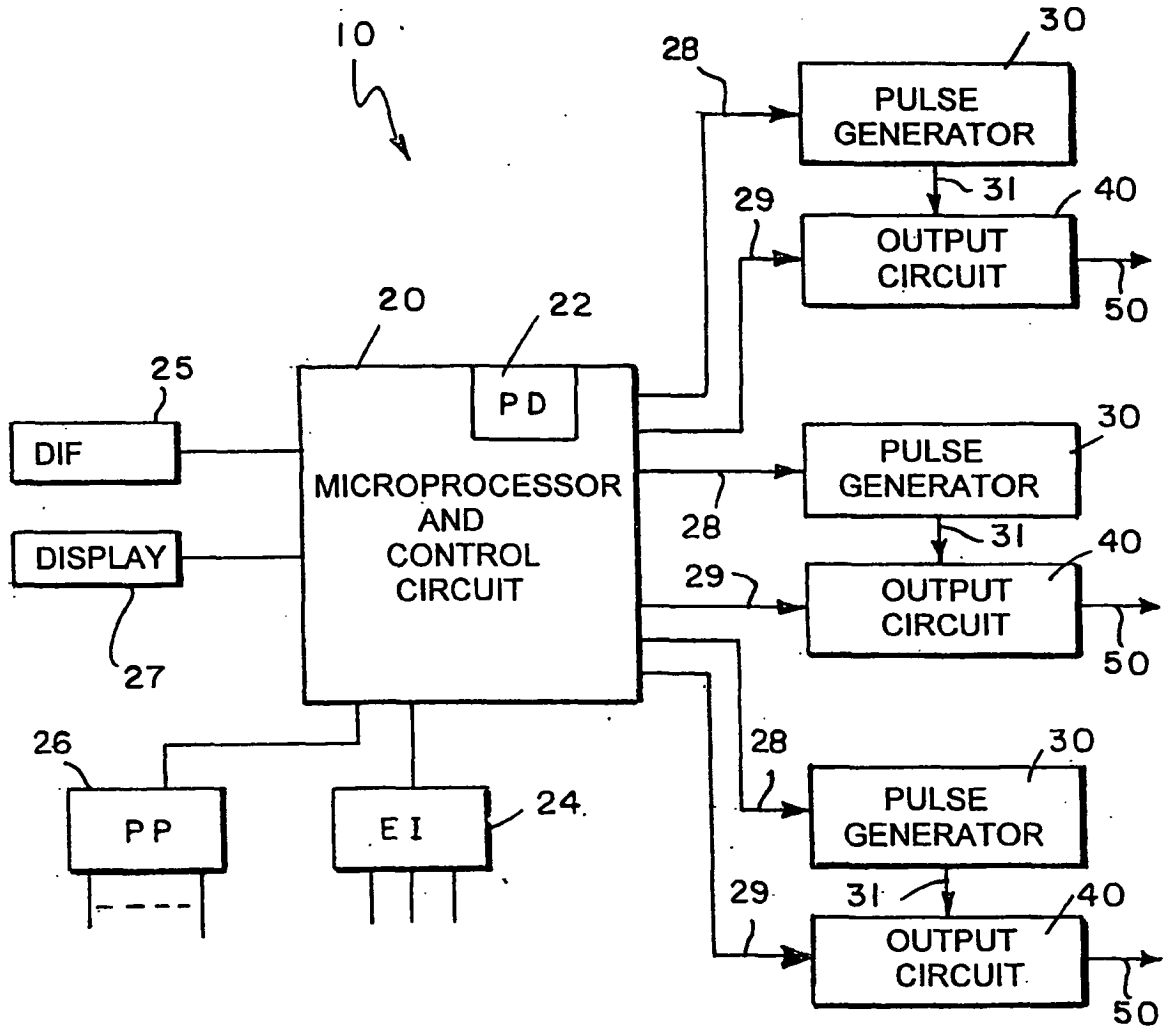 10
28
30
PULSE
GENERATOR
31
29
40
OUTPUT
CIRCUIT
50
20
22
25
PD
DIF
MICROPROCESSOR
AND
CONTROL
CIRCUIT
DISPLAY
27
30
PULSE
GENERATOR
28
31
29
40
OUTPUT
CIRCUIT
50
26
PP
EI
24
28
30
PULSE
GENERATOR
31
29
40
OUTPUT
CIRCUIT
50